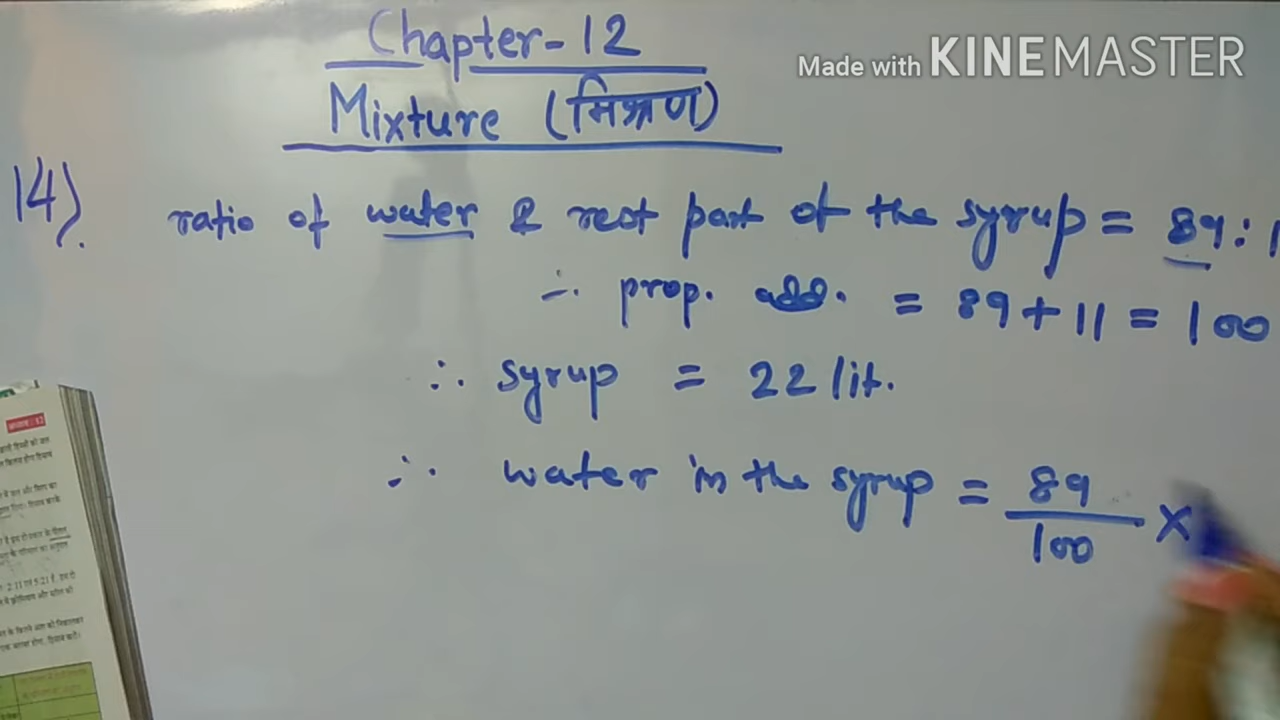 Chapter-12
Made with KINEMASTER
Mixture (मिश्रण)
14).
ratio of water & rest part of the syrup = 89:1
∴ prop. add. = 89+11=100
∴ syrup = 22 lit.
∴ water in the syrup = 89/100 ×